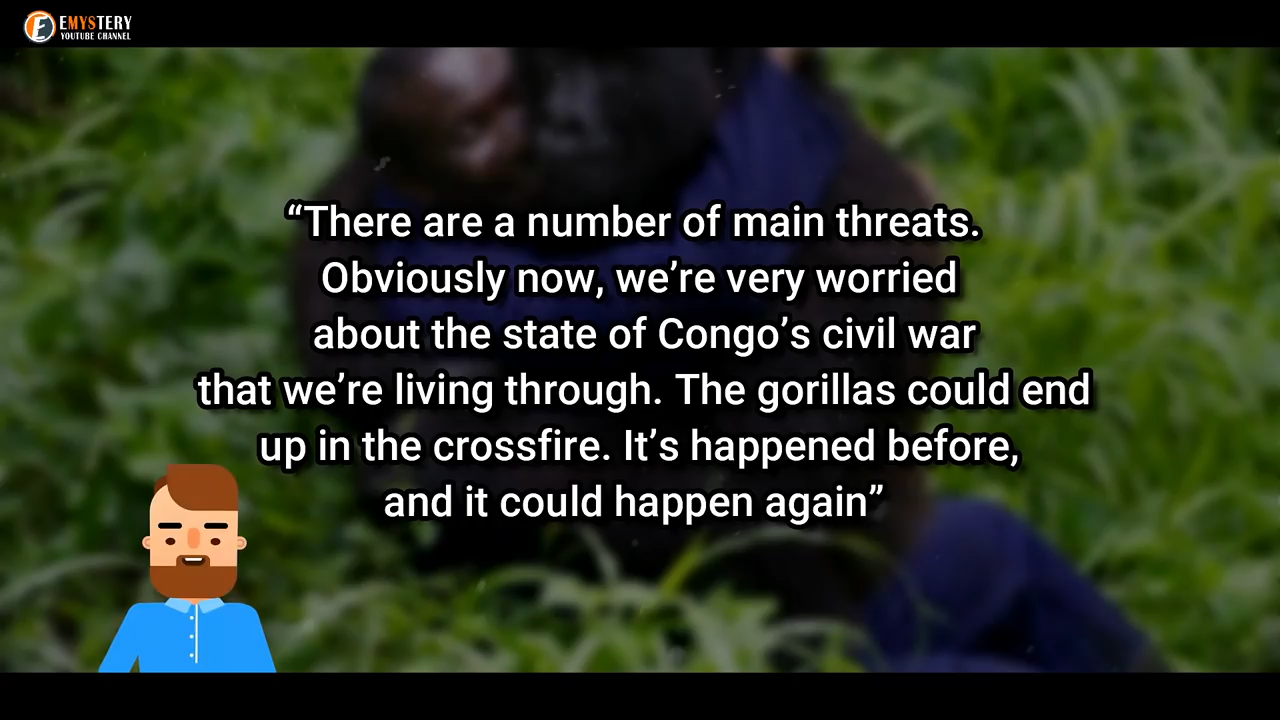 EMYSTERY
YOUTUBE CHANNEL
“There are a number of main threats.
Obviously now, we’re very worried
about the state of Congo’s civil war
that we’re living through. The gorillas could end
up in the crossfire. It’s happened before,
and it could happen again”